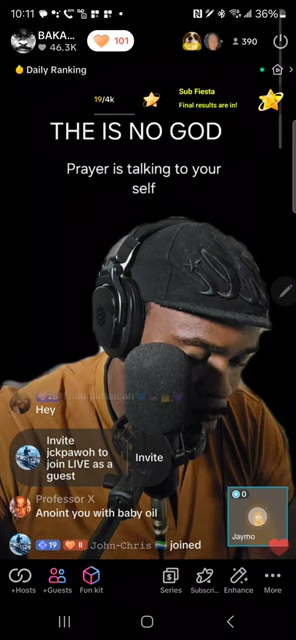 10:11
36%
BAKA...
46.3K
101
390
Daily Ranking
19/4k
Sub Fiesta
Final results are in!
THE IS NO GOD
Prayer is talking to your
self
28
Hey
Invite
jckpawoh to
join LIVE as a
guest
Invite
Professor X
Anoint you with baby oil
0
Jaymo
19 II John-Chris joined
+Hosts
+Guests
Fun kit
Series
Subscri...
Enhance
More